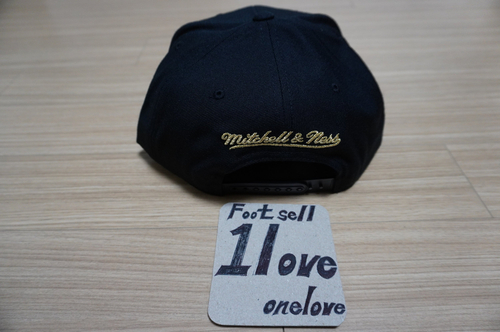 Mitchell & Ness
Foot sell
1love
onelove